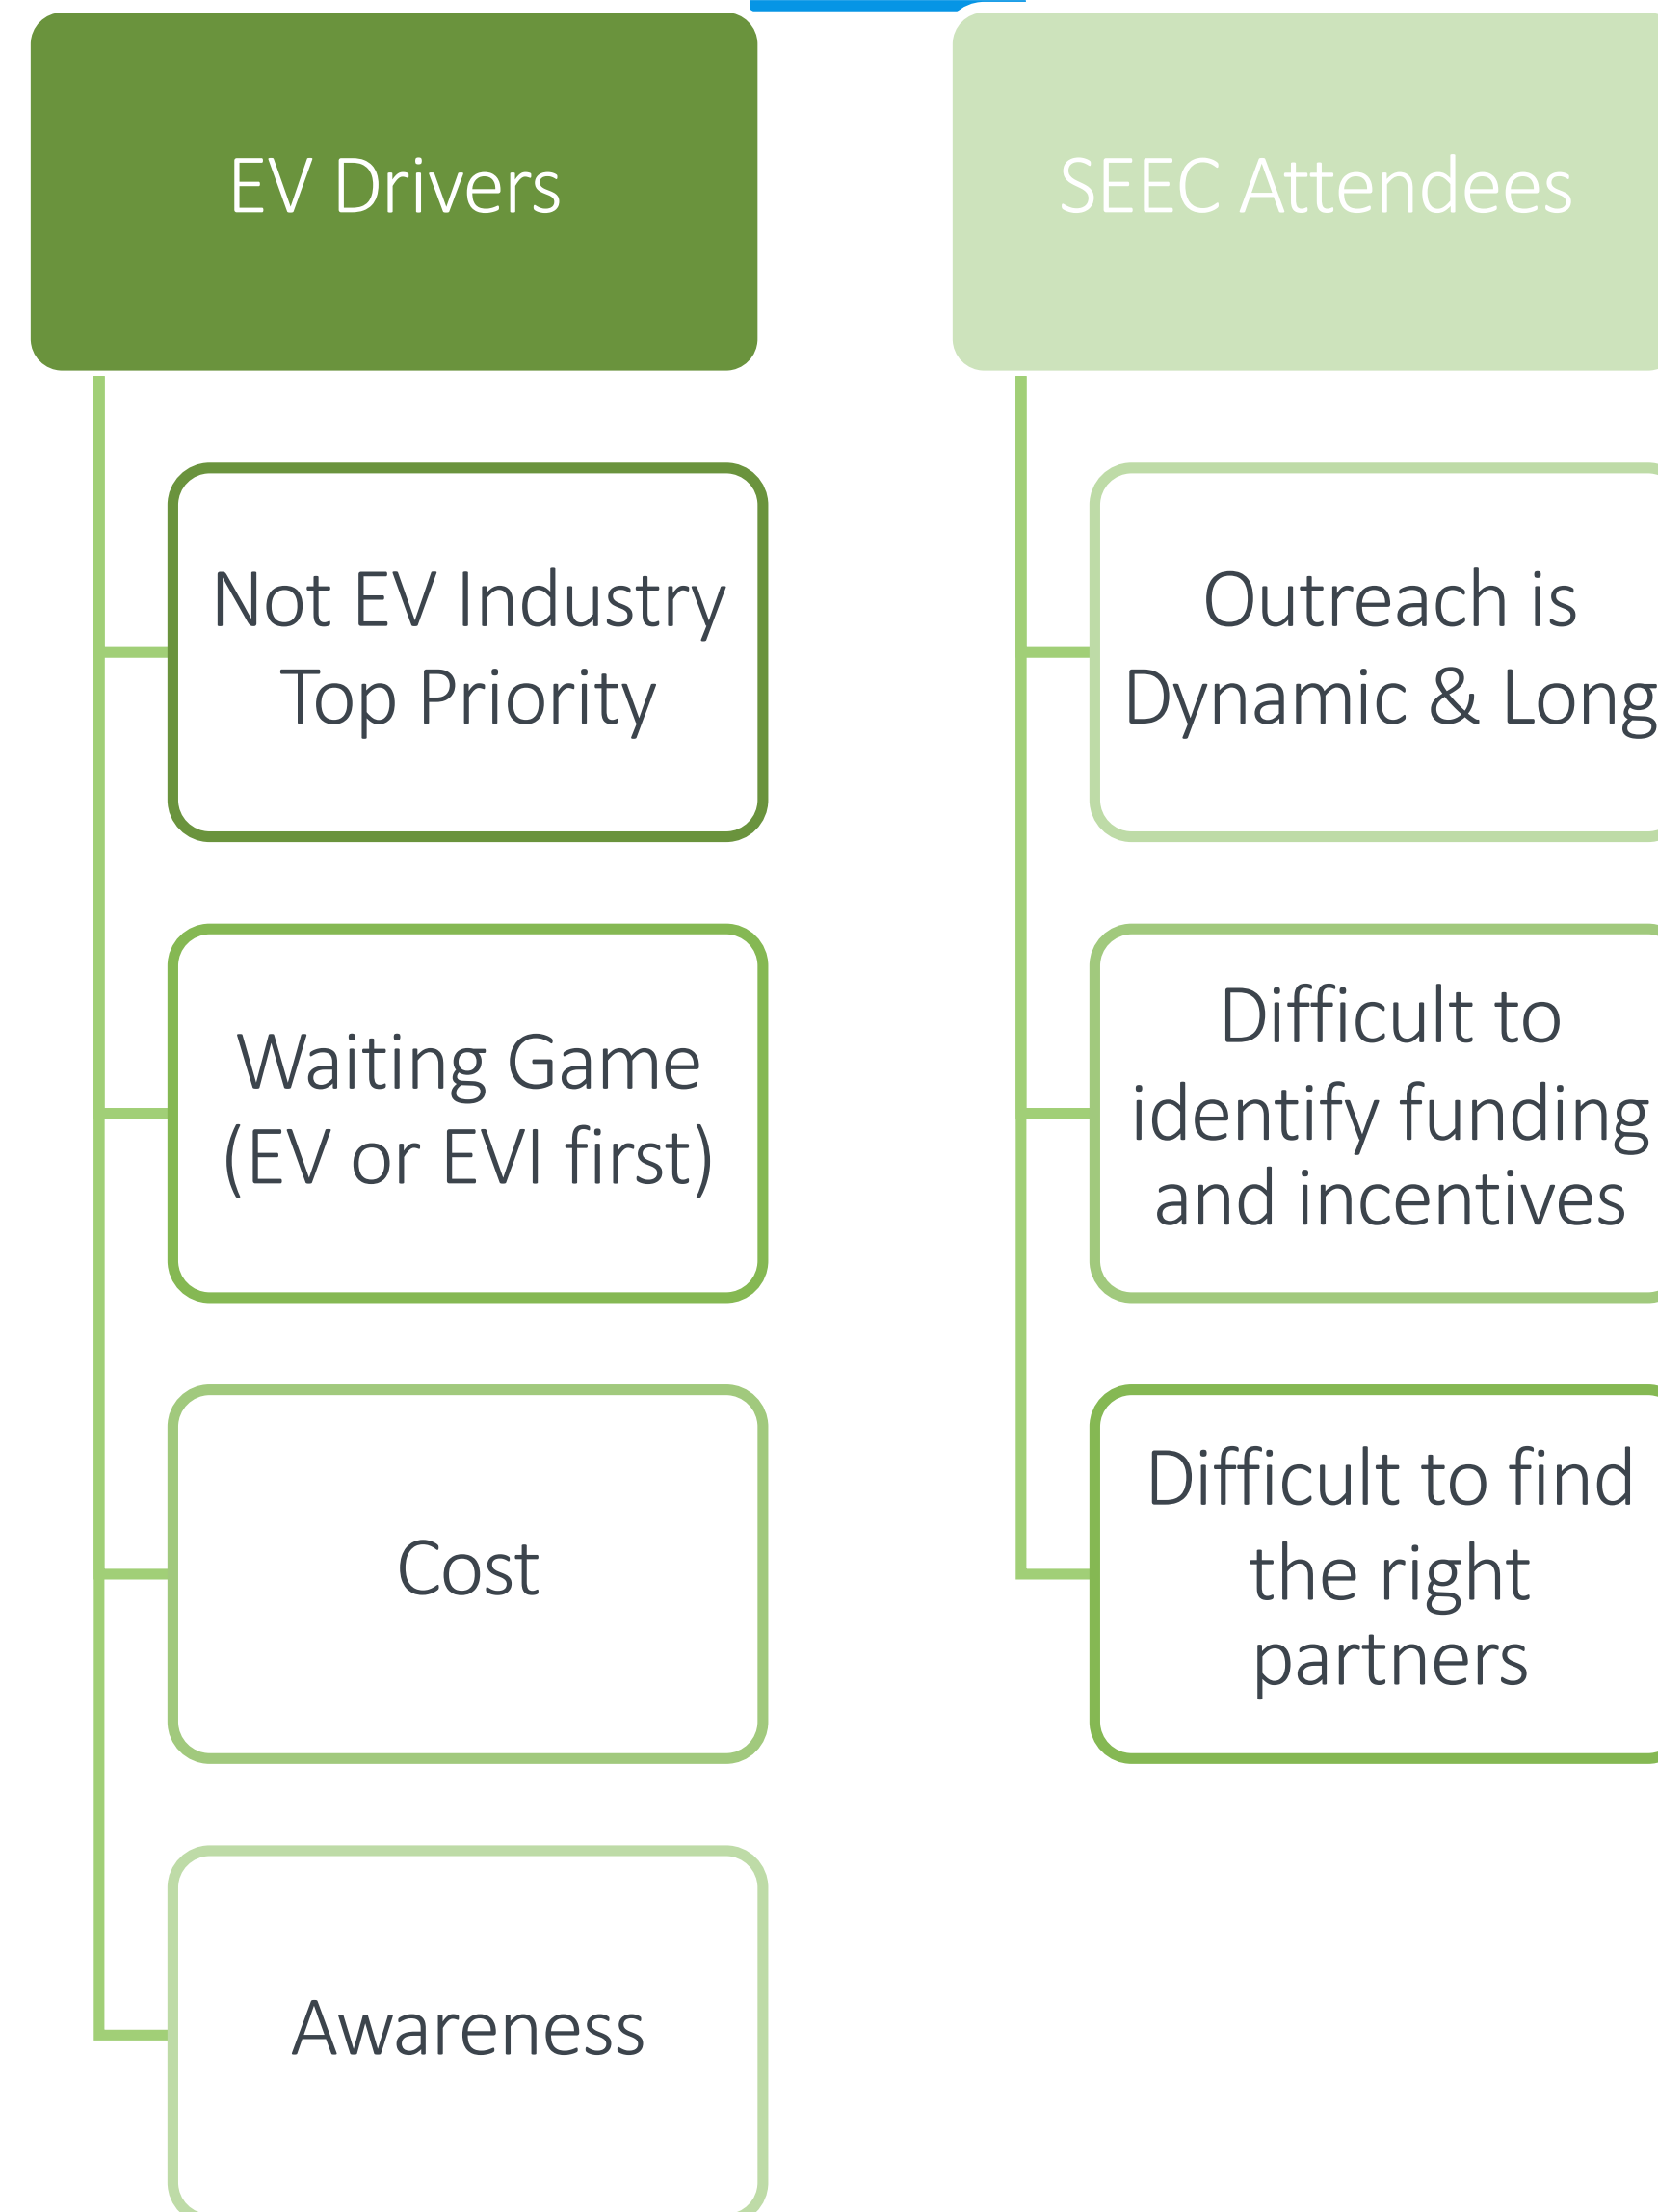 EV Drivers
Not EV Industry
Top Priority
Waiting Game
(EV or EVI first)
Cost
Awareness
SEEC Attendees
Outreach is
Dynamic & Long
Difficult to
identify funding
and incentives
Difficult to find
the right
partners